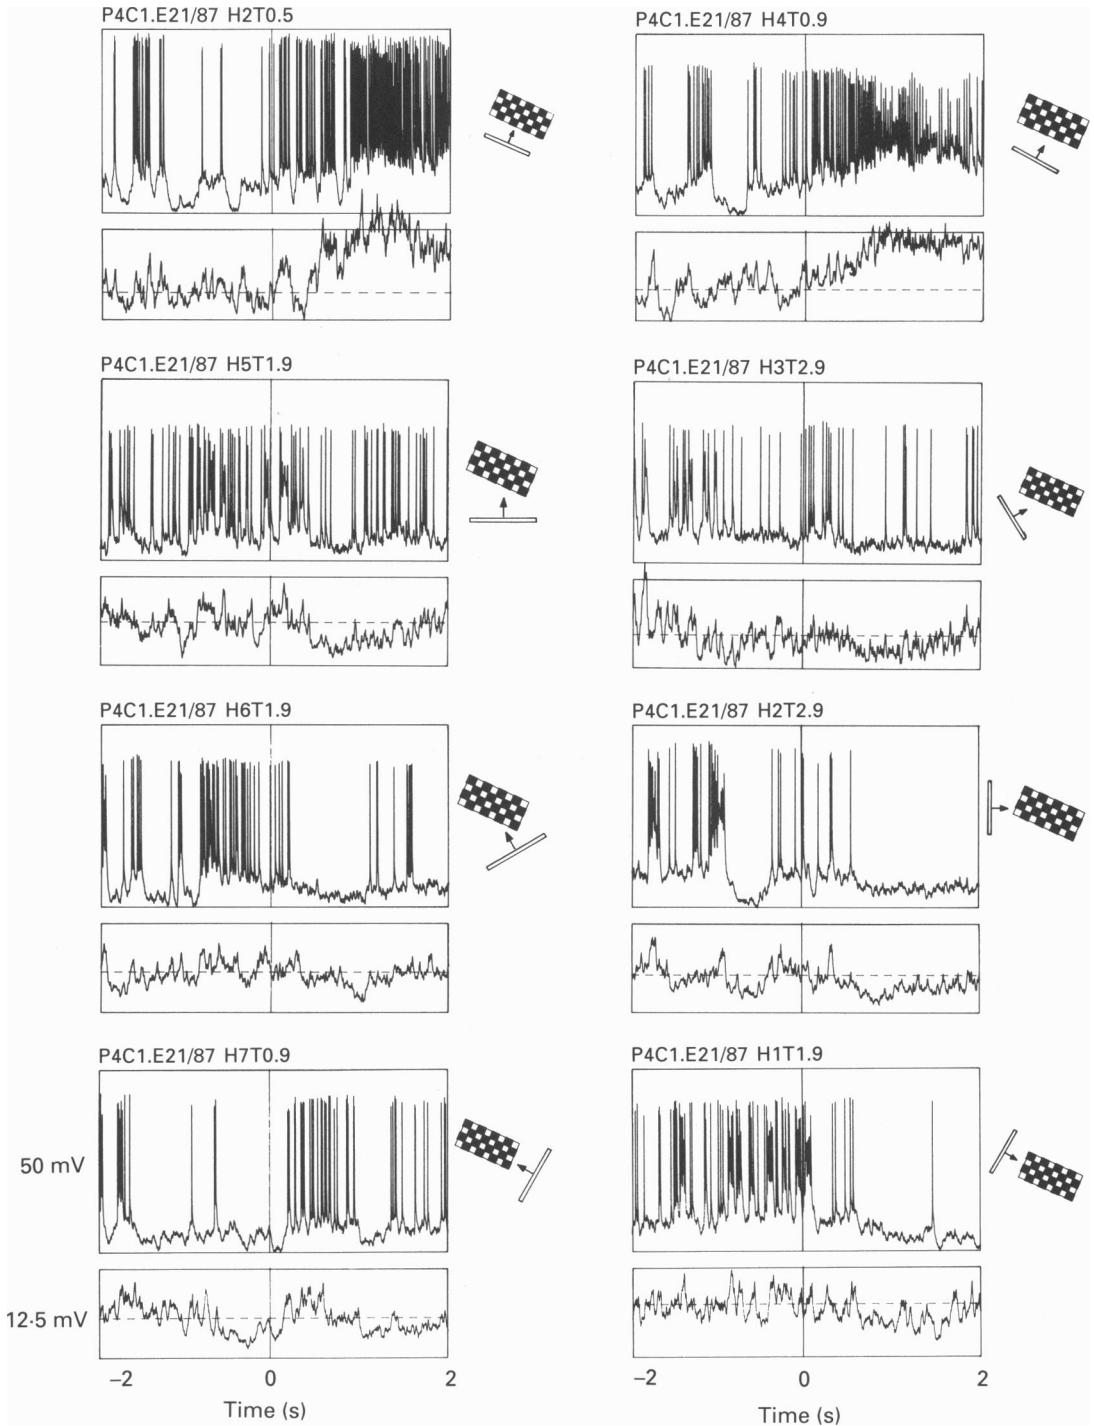 P4C1.E21/87 H2T0.5
P4C1.E21/87 H4T0.9
P4C1.E21/87 H5T1.9
P4C1.E21/87 H3T2.9
P4C1.E21/87 H6T1.9
P4C1.E21/87 H2T2.9
P4C1.E21/87 H7T0.9
P4C1.E21/87 H1T1.9
50 mV
12·5 mV
–2 0 2
Time (s)
–2 0 2
Time (s)